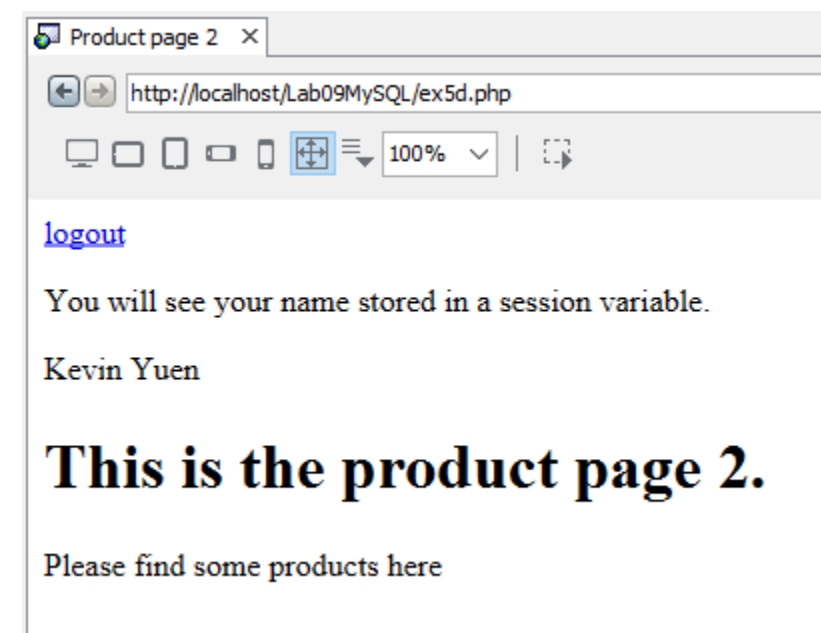 Product page 2
http://localhost/Lab09MySQL/ex5d.php
100%
logout
You will see your name stored in a session variable.
Kevin Yuen
This is the product page 2.
Please find some products here